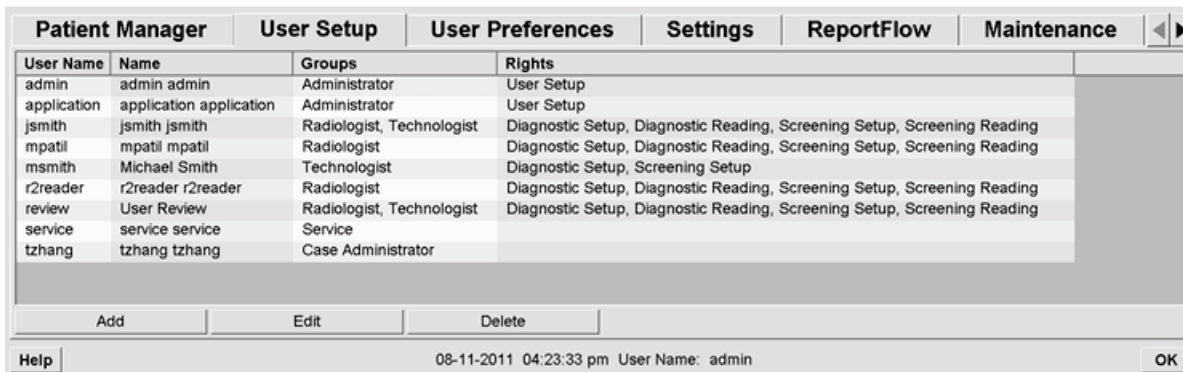 Patient Manager User Setup User Preferences Settings ReportFlow Maintenance
User Name Name Groups Rights
admin admin admin Administrator User Setup
application application application Administrator User Setup
jsmith jsmith jsmith Radiologist, Technologist Diagnostic Setup, Diagnostic Reading, Screening Setup, Screening Reading
mpatil mpatil mpatil Radiologist Diagnostic Setup, Diagnostic Reading, Screening Setup, Screening Reading
msmith Michael Smith Technologist Diagnostic Setup, Screening Setup
r2reader r2reader r2reader Radiologist Diagnostic Setup, Diagnostic Reading, Screening Setup, Screening Reading
review User Review Radiologist, Technologist Diagnostic Setup, Diagnostic Reading, Screening Setup, Screening Reading
service service service Service
tzhang tzhang tzhang Case Administrator
Add Edit Delete
Help 08-11-2011 04:23:33 pm User Name: admin OK